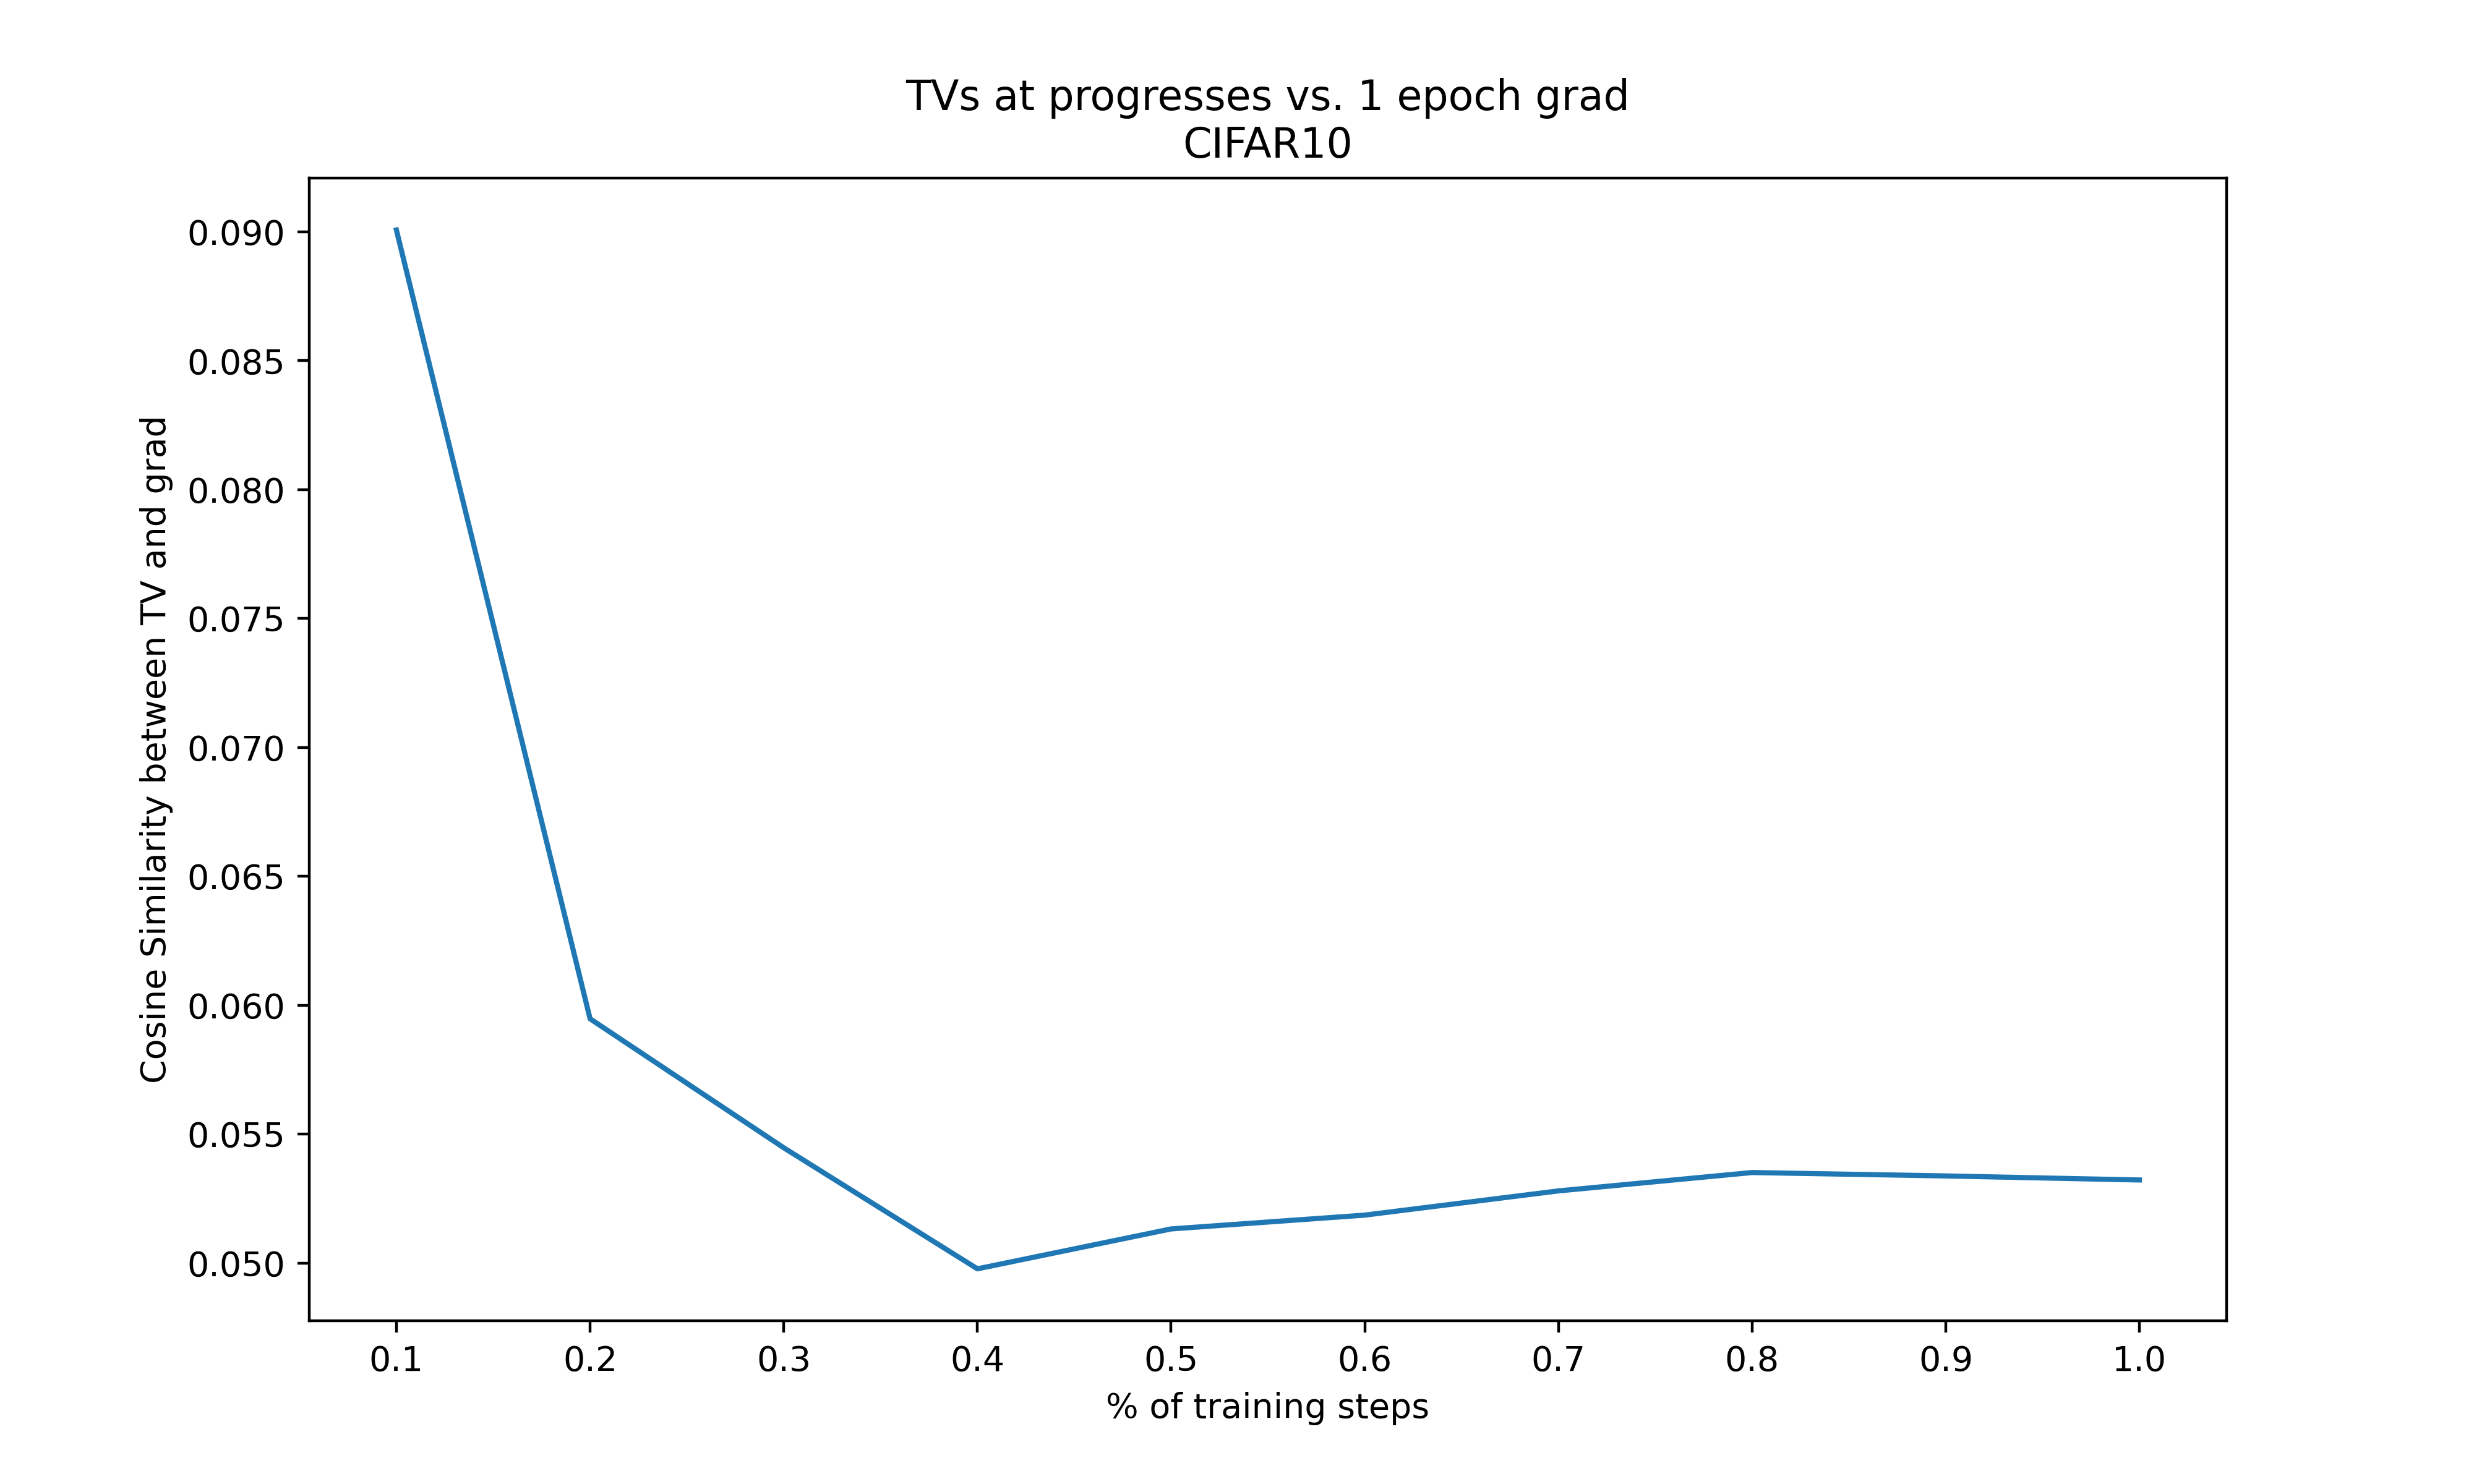 TVs at progresses vs. 1 epoch grad
CIFAR10
Cosine Similarity between TV and grad
0.090
0.085
0.080
0.075
0.070
0.065
0.060
0.055
0.050
0.1 0.2 0.3 0.4 0.5 0.6 0.7 0.8 0.9 1.0
% of training steps